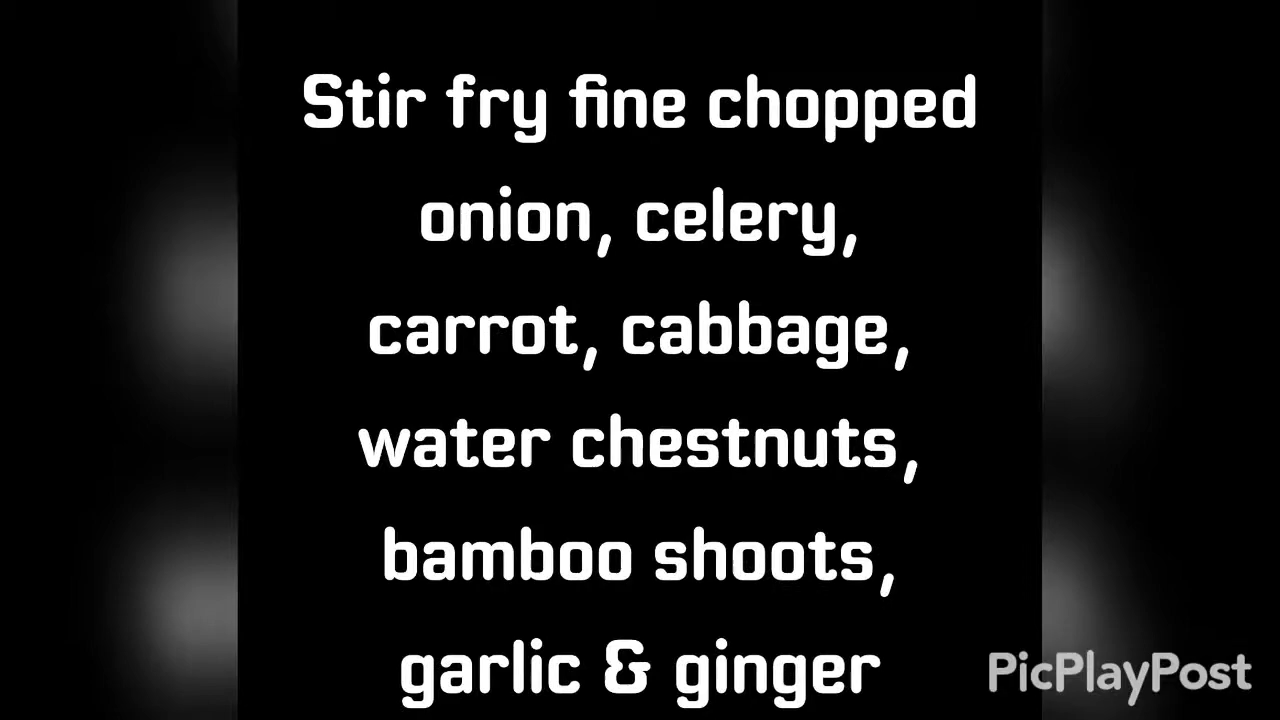 Stir fry fine chopped
onion, celery,
carrot, cabbage,
water chestnuts,
bamboo shoots,
garlic & ginger
PicPlayPost